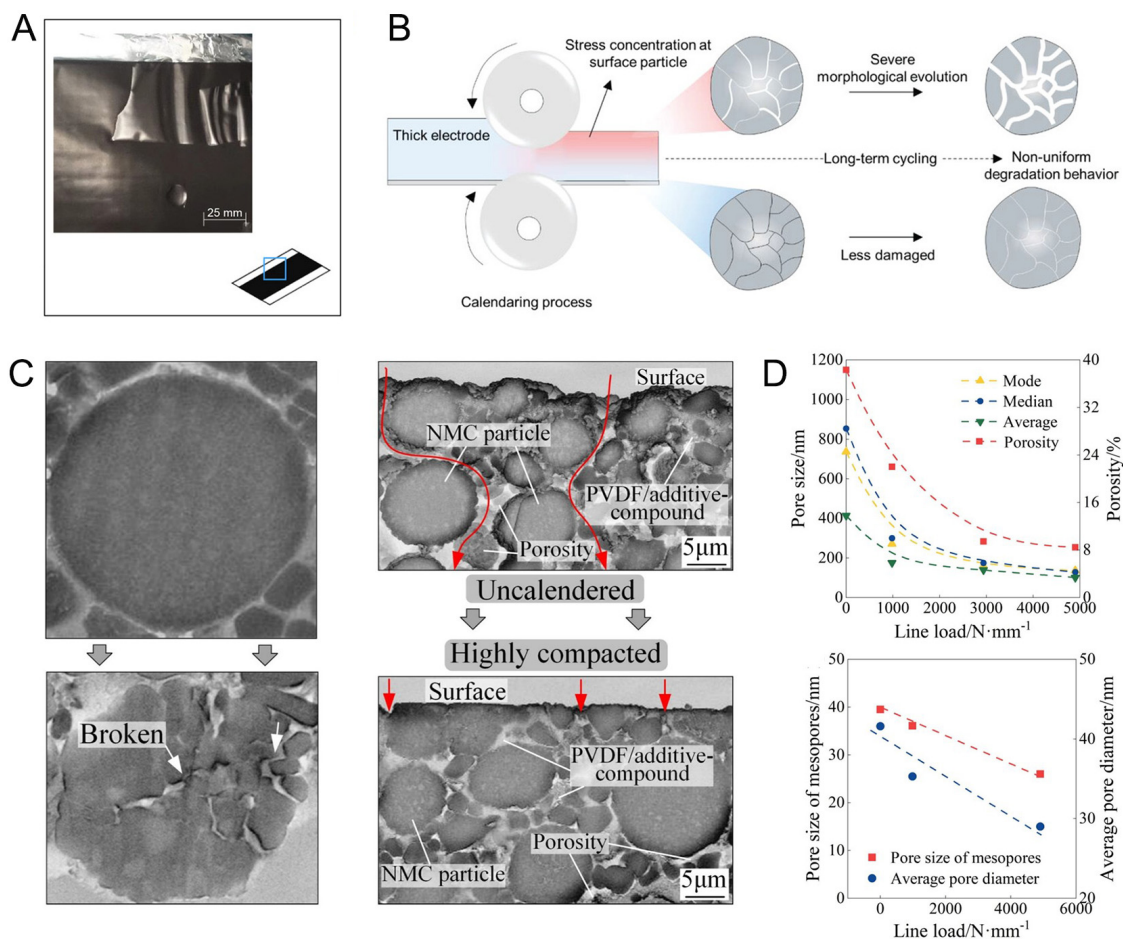 A
25 mm
B
Stress concentration at
surface particle
Thick electrode
Calendaring process
Severe
morphological evolution
Long-term cycling
Non-uniform
degradation behavior
Less damaged
C
Broken
Surface
NMC particle
PVDF/additive-
compound
Porosity
5μm
Uncalendered
Highly compacted
Surface
PVDF/additive-
compound
NMC particle
Porosity
5μm
D
Pore size/nm
1200
1000
800
600
400
200
0
Mode
Median
Average
Porosity
40
32
24
16
8
0
Porosity/%
0 1000 2000 3000 4000 5000
Line load/N·mm⁻¹
Pore size of mesopores/nm
50
40
30
20
10
0
Pore size of mesopores
Average pore diameter
50
40
30
20
Average pore diameter/nm
0 2000 4000 6000
Line load/N·mm⁻¹